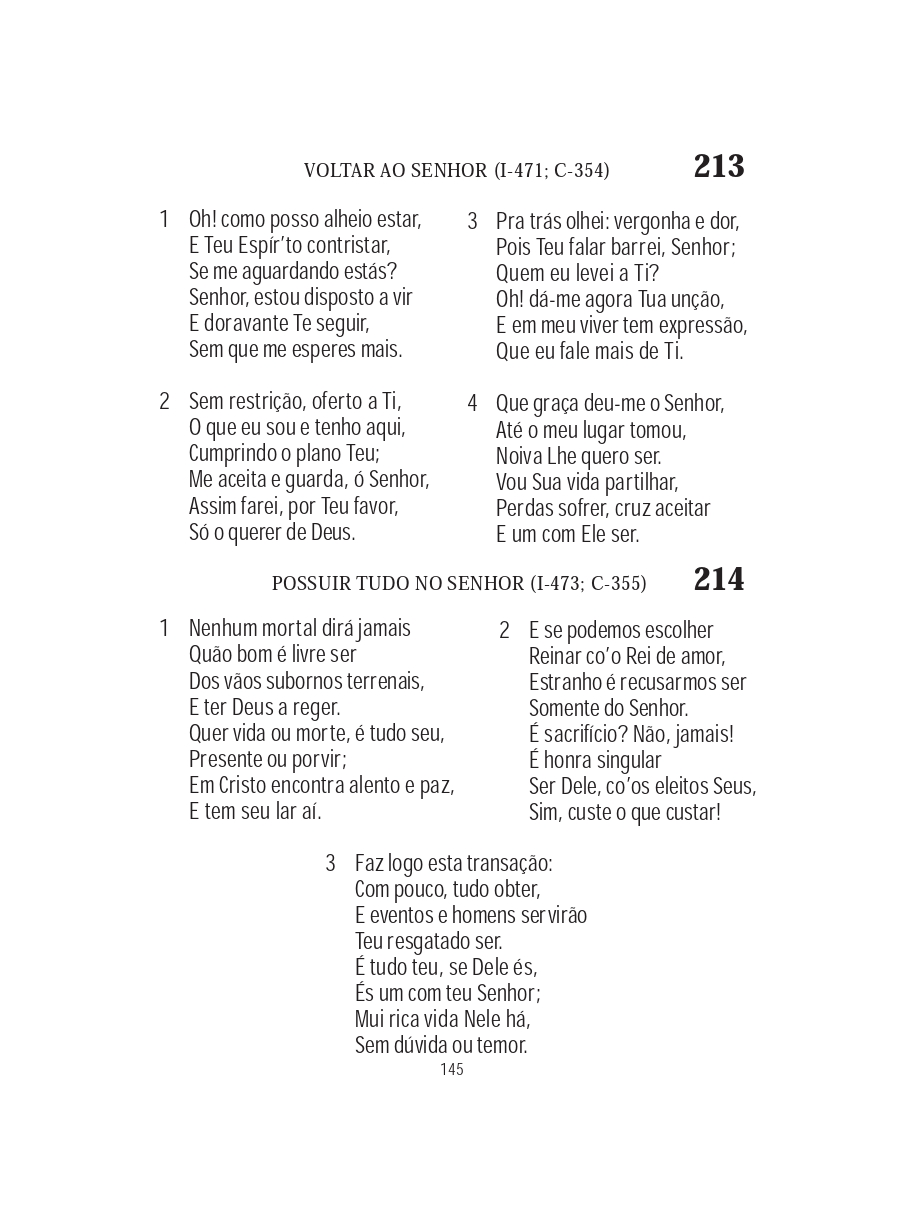 VOLTAR AO SENHOR (I-471; C-354) 213
1 Oh! como posso alheio estar,
E Teu Espír’to contristar,
Se me aguardando estás?
Senhor, estou disposto a vir
E doravante Te seguir,
Sem que me esperes mais.
2 Sem restrição, oferto a Ti,
O que eu sou e tenho aqui,
Cumprindo o plano Teu;
Me aceita e guarda, ó Senhor,
Assim farei, por Teu favor,
Só o querer de Deus.
3 Pra trás olhei: vergonha e dor,
Pois Teu falar barrei, Senhor;
Quem eu levei a Ti?
Oh! dá-me agora Tua unção,
E em meu viver tem expressão,
Que eu fale mais de Ti.
4 Que graça deu-me o Senhor,
Até o meu lugar tomou,
Noiva Lhe quero ser.
Vou Sua vida partilhar,
Perdas sofrer, cruz aceitar
E um com Ele ser.
POSSUIR TUDO NO SENHOR (I-473; C-355) 214
1 Nenhum mortal dirá jamais
Quão bom é livre ser
Dos vãos subornos terrenais,
E ter Deus a reger.
Quer vida ou morte, é tudo seu,
Presente ou porvir;
Em Cristo encontra alento e paz,
E tem seu lar aí.
2 E se podemos escolher
Reinar co’o Rei de amor,
Estranho é recusarmos ser
Somente do Senhor.
É sacrifício? Não, jamais!
É honra singular
Ser Dele, co’os eleitos Seus,
Sim, custe o que custar!
3 Faz logo esta transação:
Com pouco, tudo obter,
E eventos e homens servirão
Teu resgatado ser.
É tudo teu, se Dele és,
És um com teu Senhor;
Mui rica vida Nele há,
Sem dúvida ou temor.
145